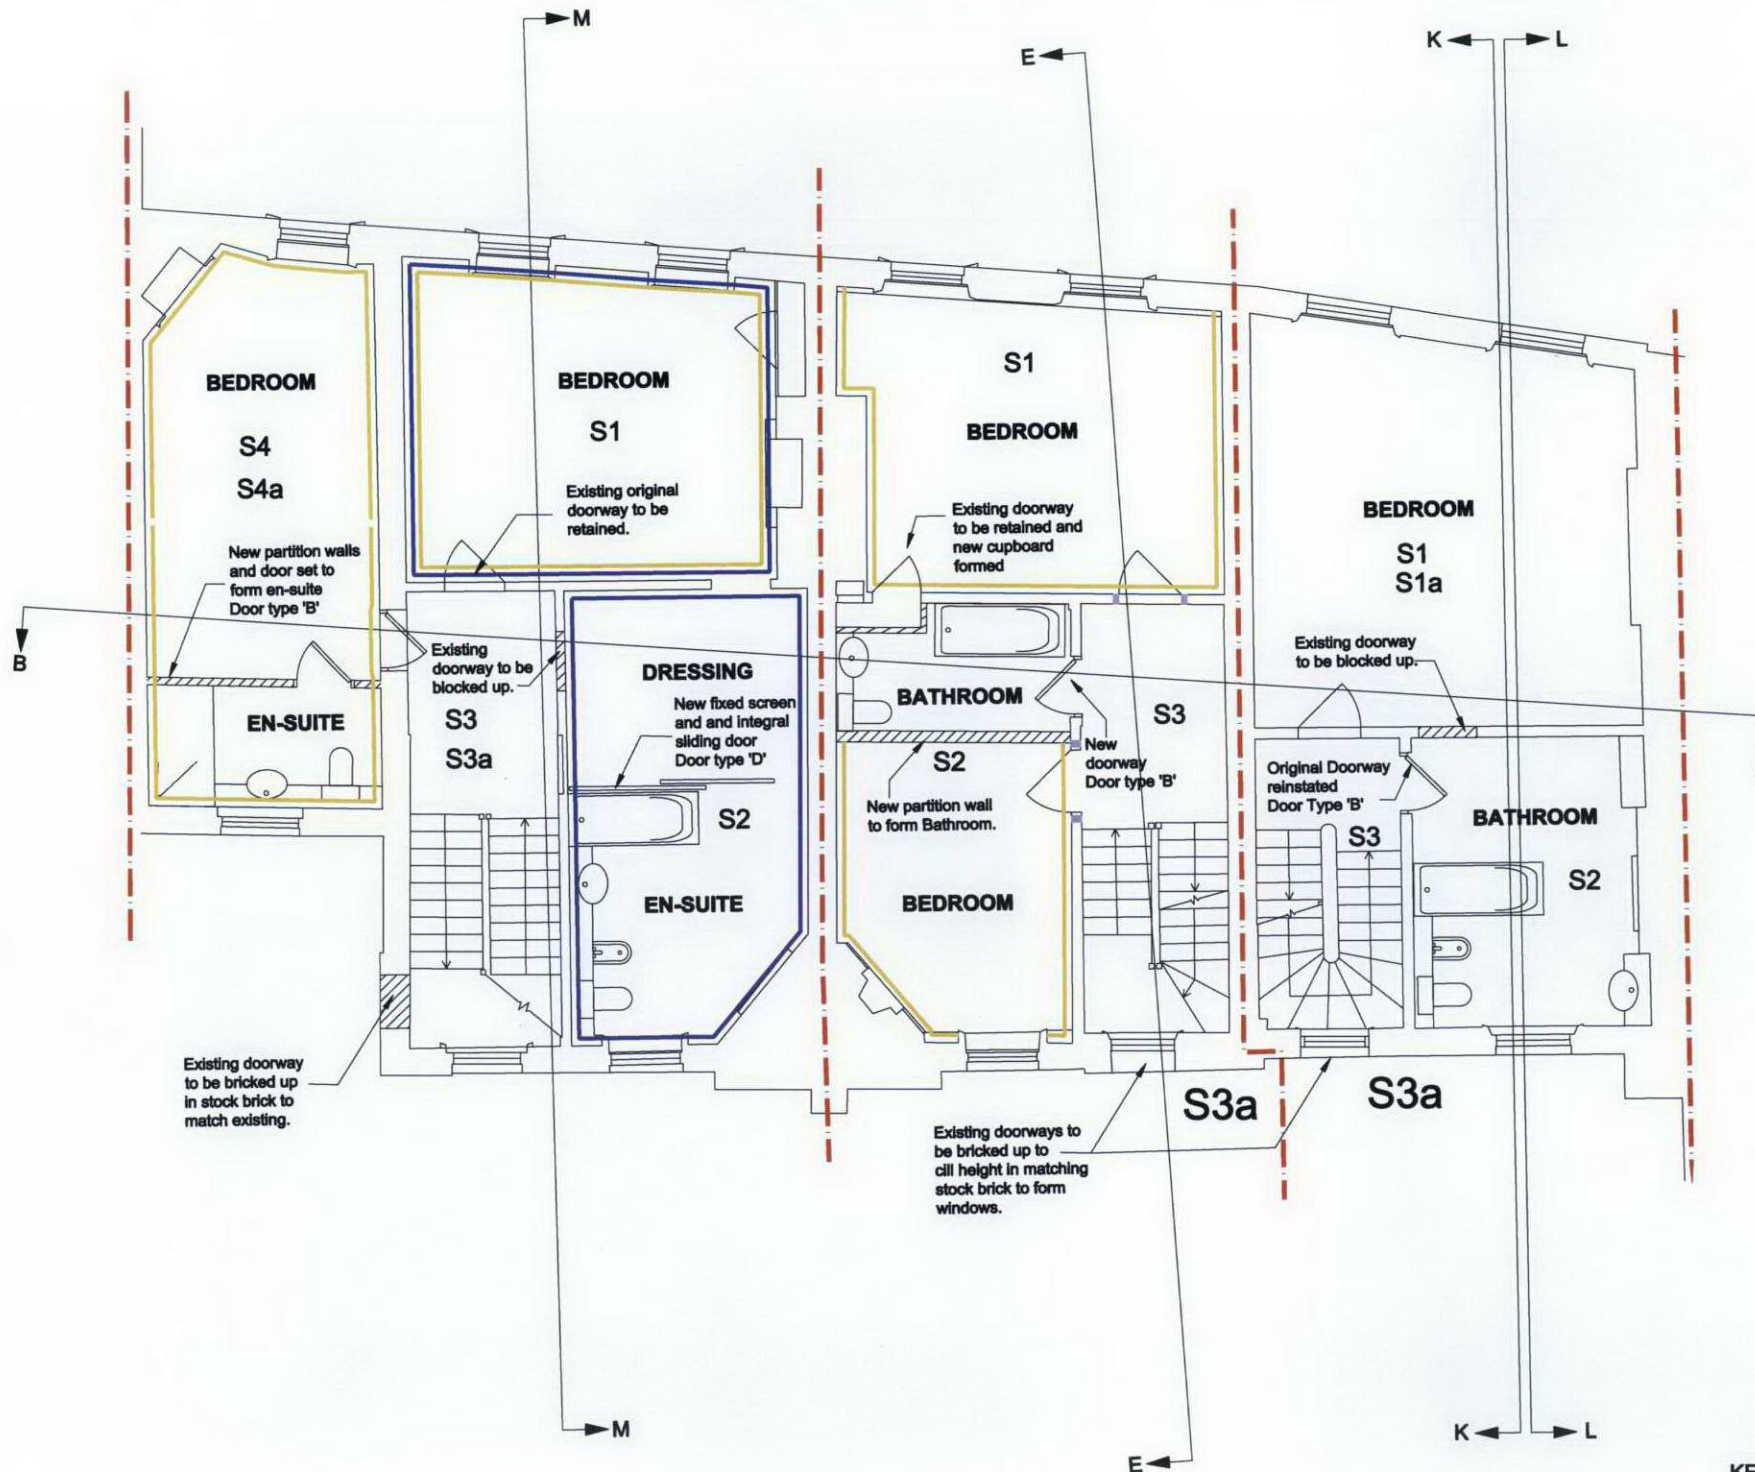 M
E
K
L
BEDROOM
S4
S4a
New partition walls
and door set to
form en-suite
Door type 'B'
EN-SUITE
B
BEDROOM
S1
Existing original
doorway to be
retained.
Existing
doorway to be
blocked up.
S3
S3a
DRESSING
New fixed screen
and and integral
sliding door
Door type 'D'
S2
EN-SUITE
Existing doorway
to be bricked up
in stock brick to
match existing.
S1
BEDROOM
Existing doorway
to be retained and
new cupboard
formed
BATHROOM
S2
New partition wall
to form Bathroom.
S3
New
doorway
Door type 'B'
BEDROOM
Existing doorways to
be bricked up to
cill height in matching
stock brick to form
windows.
S3a
BEDROOM
S1
S1a
Existing doorway
to be blocked up.
Original Doorway
reinstated
Door Type 'B'
S3
BATHROOM
S2
S3a
M
E
K
L